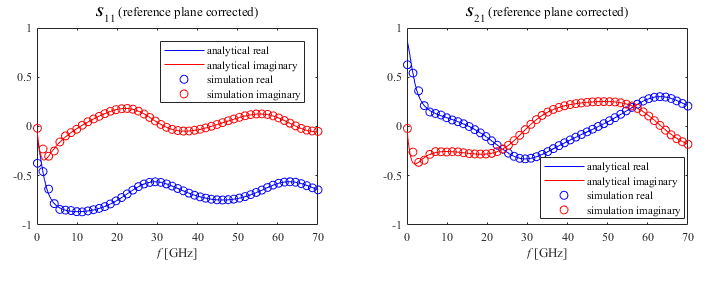 S11 (reference plane corrected)
1
0.5
0
-0.5
-1
analytical real
analytical imaginary
simulation real
simulation imaginary
0 10 20 30 40 50 60 70
f [GHz]
S21 (reference plane corrected)
1
0.5
0
-0.5
-1
analytical real
analytical imaginary
simulation real
simulation imaginary
0 10 20 30 40 50 60 70
f [GHz]